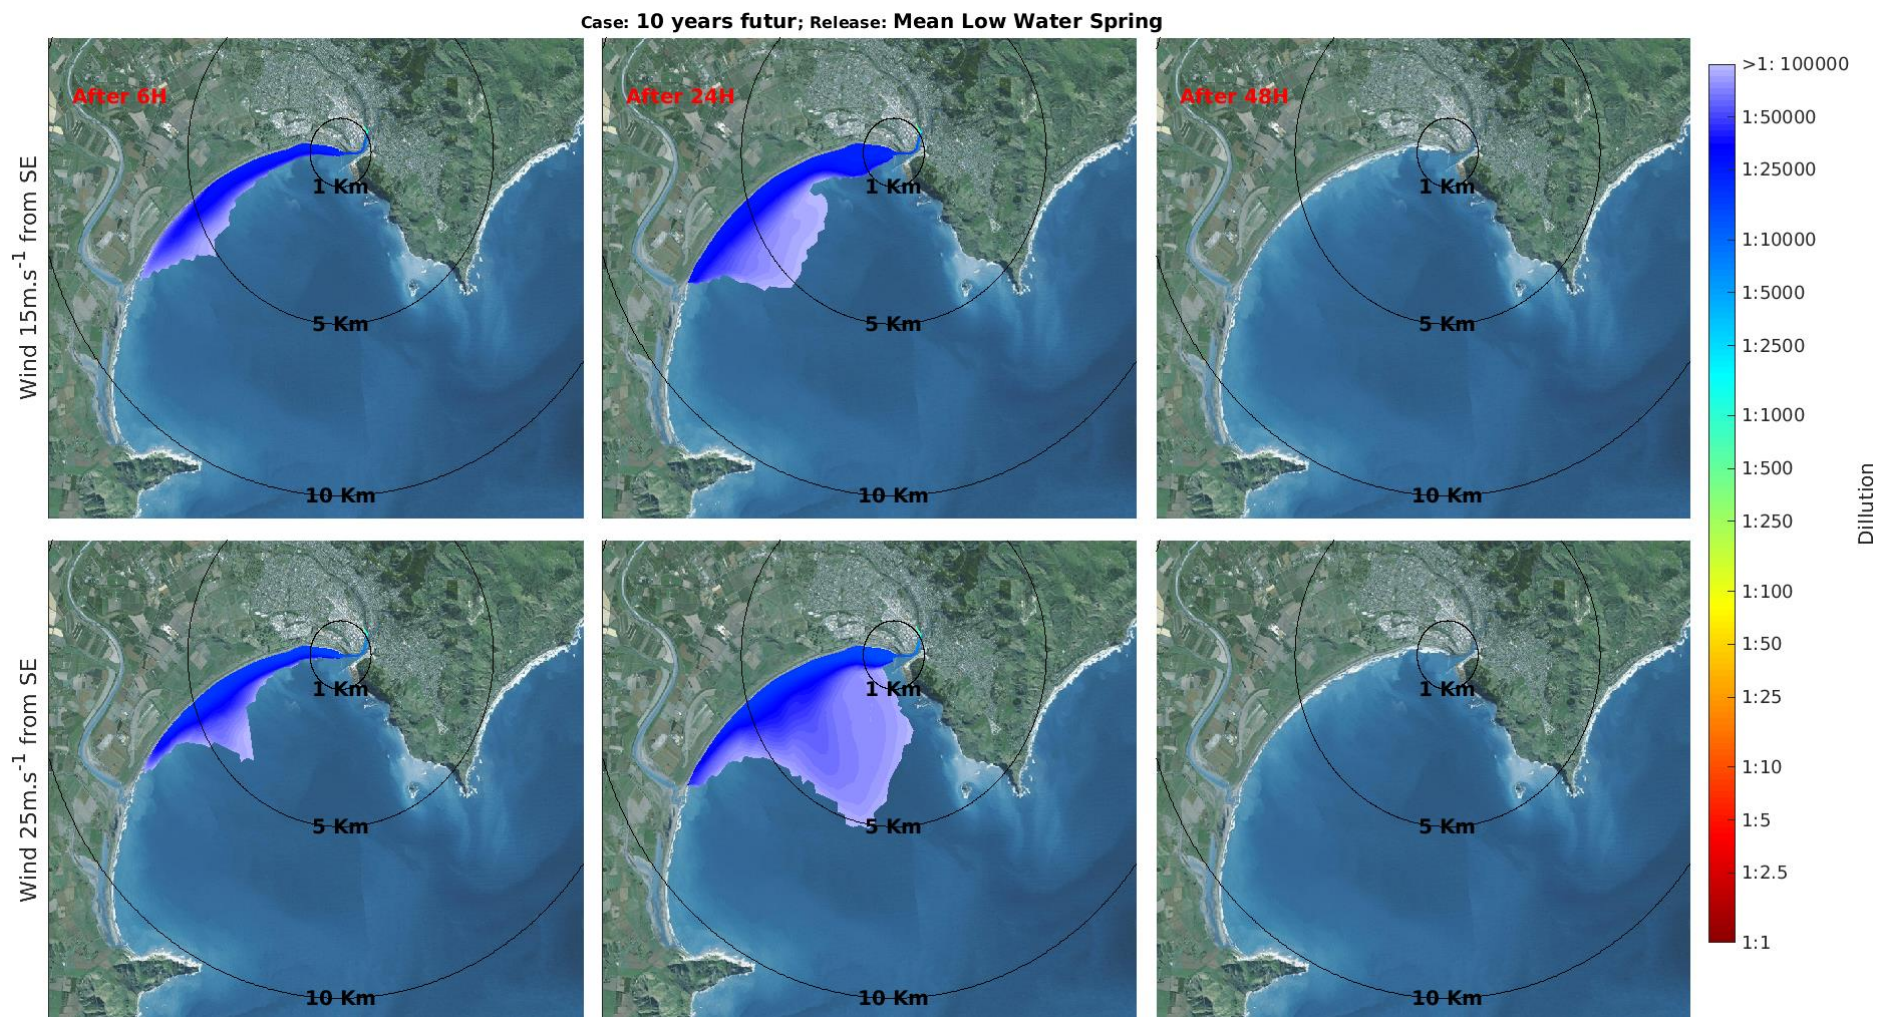 Case: 10 years futur; Release: Mean Low Water Spring
After 6H
After 24H
After 48H
Wind 15m.s-1 from SE
1 Km
5 Km
10 Km
1 Km
5 Km
10 Km
1 Km
5 Km
10 Km
Wind 25m.s-1 from SE
1 Km
5 Km
10 Km
1 Km
5 Km
10 Km
1 Km
5 Km
10 Km
>1: 100000
1:50000
1:25000
1:10000
1:5000
1:2500
1:1000
1:500
1:250
1:100
1:50
1:25
1:10
1:5
1:2.5
1:1
Dillution